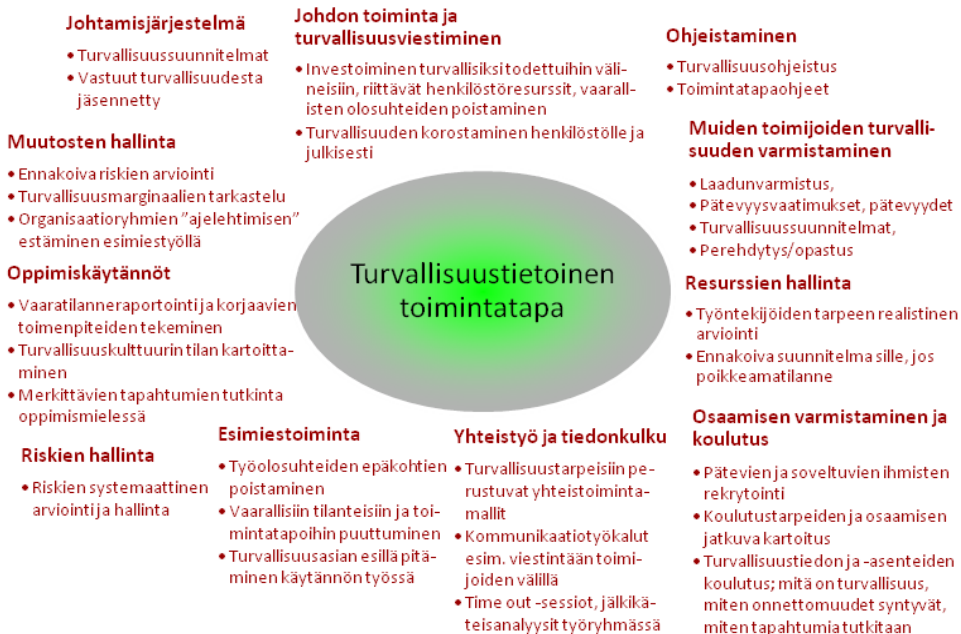 Johtamisjärjestelmä
• Turvallisuussuunnitelmat
• Vastuut turvallisuudesta
jäsennetty
Johdon toiminta ja
turvallisuusviestiminen
• Investoiminen turvallisiksi todettuihin väli-
neisiin, riittävät henkilöstöresurssit, vaaral-
listen olosuhteiden poistaminen
• Turvallisuuden korostaminen henkilöstölle ja
julkisesti
Ohjeistaminen
• Turvallisuusohjeistus
• Toimintatapaohjeet
Muutosten hallinta
• Ennakoiva riskien arviointi
• Turvallisuusmarginaalien tarkastelu
• Organisaatioryhmien ”ajelehtimisen”
estäminen esimiestyöllä
Muiden toimijoiden turvalli-
suuden varmistaminen
• Laadunvarmistus,
• Pätevyysvaatimukset, pätevyydet
• Turvallisuussuunnitelmat,
• Perehdytys/opastus
Turvallisuustietoinen
toimintatapa
Oppimiskäytännöt
• Vaaratilanneraportointi ja korjaavien
toimenpiteiden tekeminen
• Turvallisuuskulttuurin tilan kartoitta-
minen
• Merkittävien tapahtumien tutkinta
oppimismielessä
Resurssien hallinta
• Työntekijöiden tarpeen realistinen
arviointi
• Ennakoiva suunnitelma sille, jos
poikkeamatilanne
Riskien hallinta
• Riskien systemaattinen
arviointi ja hallinta
Esimiestoiminta
• Työolosuhteiden epäkohtien
poistaminen
• Vaarallisiin tilanteisiin ja toi-
mintatapoihin puuttuminen
• Turvallisuusasian esillä pitä-
minen käytännön työssä
Yhteistyö ja tiedonkulku
• Turvallisuustarpeisiin pe-
rustuvat yhteistoiminta-
mallit
• Kommunikaatiotyökalut
esim. viestintään toimi-
joiden välillä
• Time out -sessiot, jälkikä-
teisanalyysit työryhmässä
Osaamisen varmistaminen ja
koulutus
• Pätevien ja soveltuvien ihmisten
rekrytointi
• Koulutustarpeiden ja osaamisen
jatkuva kartoitus
• Turvallisuustiedon ja -asenteiden
koulutus; mitä on turvallisuus,
miten onnettomuudet syntyvät,
miten tapahtumia tutkitaan